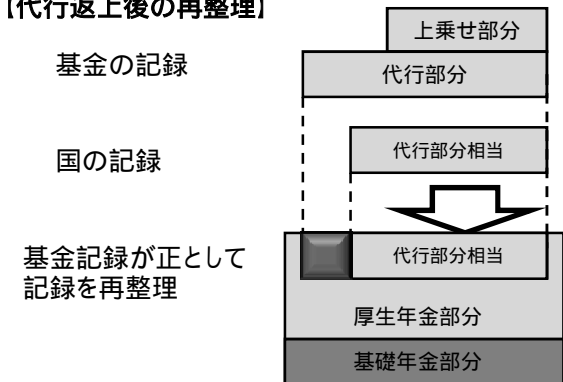 【代行返上後の再整理】
上乗せ部分
基金の記録
代行部分
国の記録
代行部分相当
基金記録が正として
記録を再整理
代行部分相当
厚生年金部分
基礎年金部分